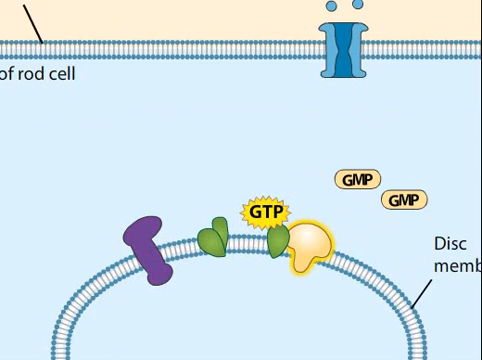 of rod cell
GMP
GMP
GTP
Disc
memb